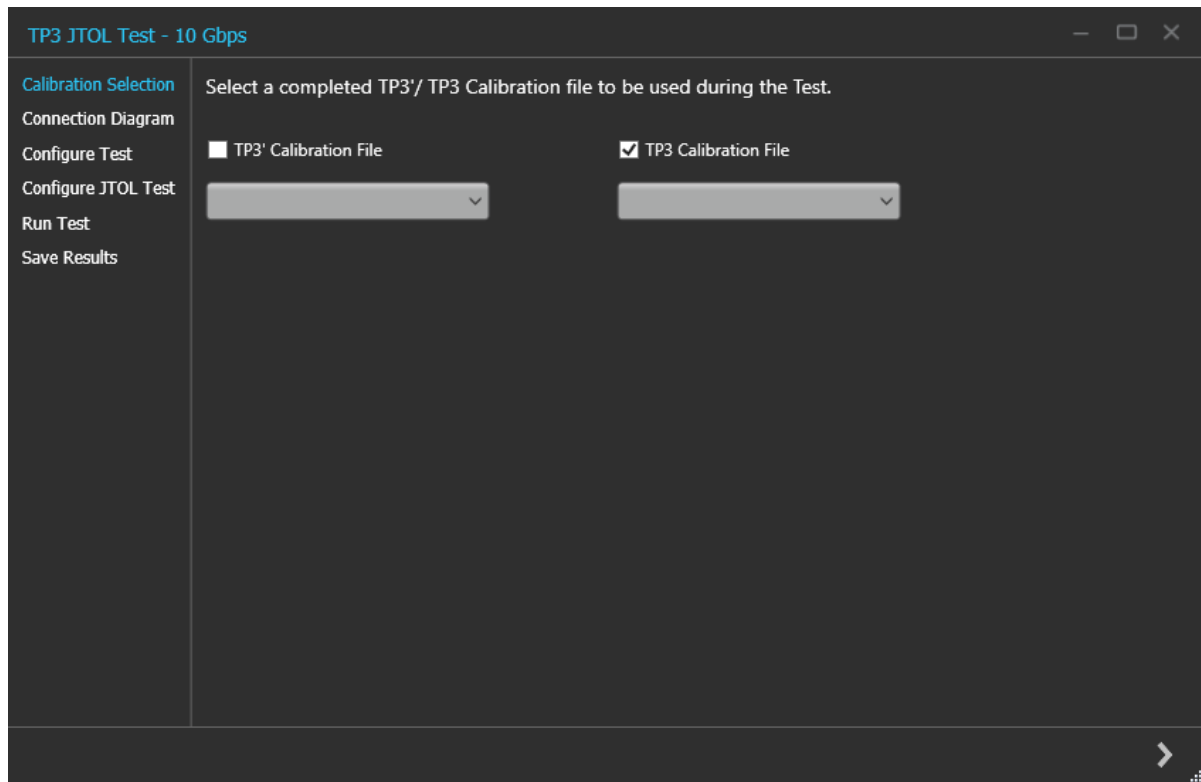 TP3 JTOL Test - 10 Gbps
Calibration Selection
Connection Diagram
Configure Test
Configure JTOL Test
Run Test
Save Results
Select a completed TP3'/ TP3 Calibration file to be used during the Test.
TP3' Calibration File
TP3 Calibration File